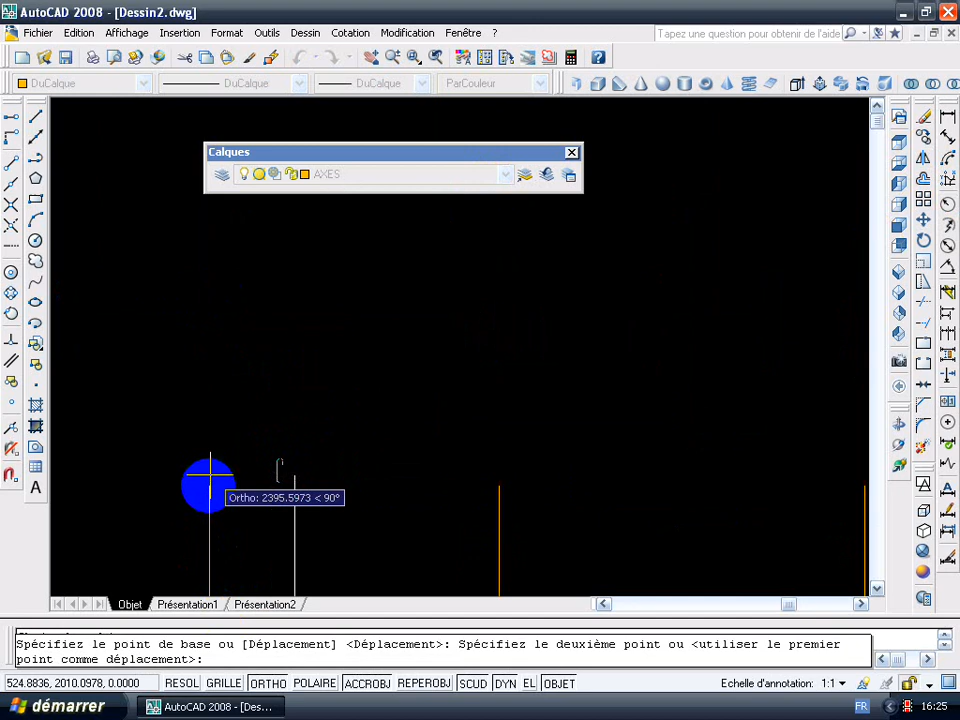 AutoCAD 2008 - [Dessin2.dwg]
Fichier Edition Affichage Insertion Format Outils Dessin Cotation Modification Fenêtre ?
Tapez une question pour obtenir de l'aide
DuCalque DuCalque DuCalque ParCouleur
Calques
AXES
Ortho: 2395.5973 < 90°
Objet Présentation1 Présentation2
Spécifiez le point de base ou [Déplacement] <Déplacement>: Spécifiez le deuxième point ou <utiliser le premier
point comme déplacement>:
524.8836, 2010.0978, 0.0000 RESOL GRILLE ORTHO POLAIRE ACCROBJ REPEROBJ SCUD DYN EL OBJET Echelle d'annotation: 1:1
démarrer AutoCAD 2008 - [Des... FR 16:25